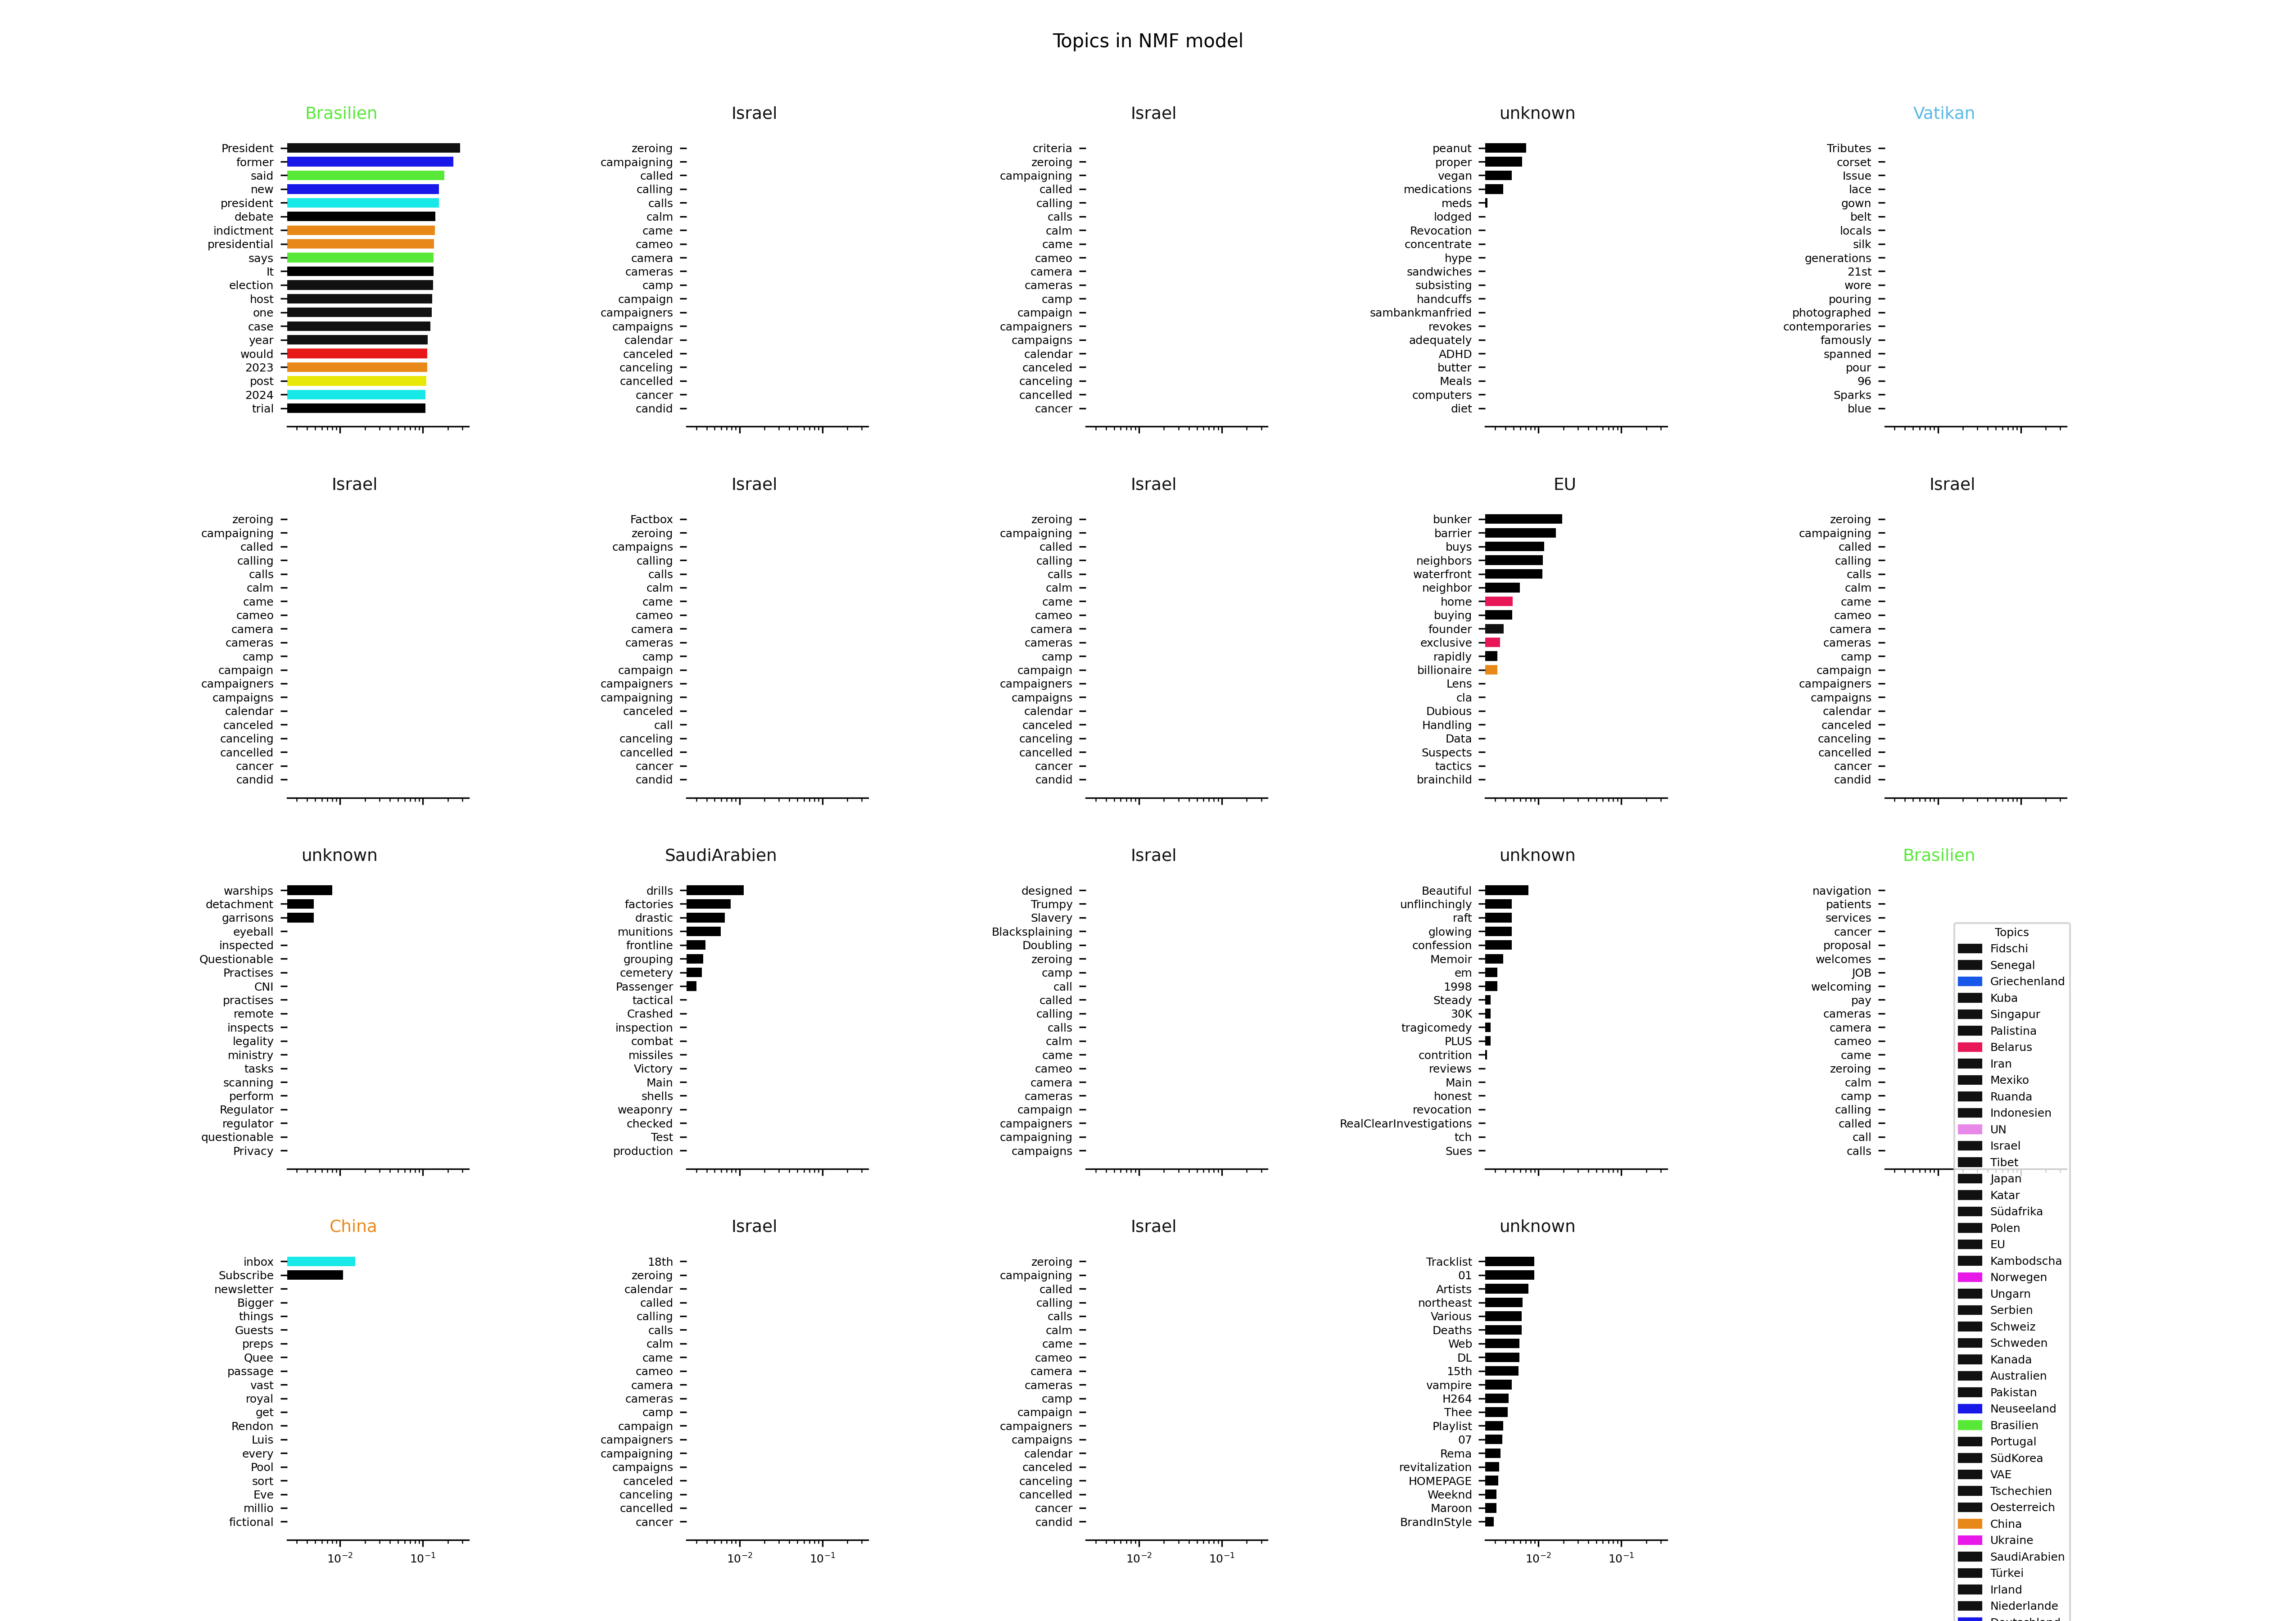 Topics in NMF model
Brasilien
President
former
said
new
president
debate
indictment
presidential
says
It
election
host
one
case
year
would
2023
post
2024
trial
Israel
zeroing
campaigning
called
calling
calls
calm
came
cameo
camera
cameras
camp
campaign
campaigners
campaigns
calendar
canceled
canceling
cancelled
cancer
candid
Israel
criteria
zeroing
campaigning
called
calling
calls
calm
came
cameo
camera
cameras
camp
campaign
campaigners
campaigns
calendar
canceled
canceling
cancelled
cancer
unknown
peanut
proper
vegan
medications
meds
lodged
Revocation
concentrate
hype
sandwiches
subsisting
handcuffs
sambankmanfried
revokes
adequately
ADHD
butter
Meals
computers
diet
Vatikan
Tributes
corset
Issue
lace
gown
belt
locals
silk
generations
21st
wore
pouring
photographed
contemporaries
famously
spanned
pour
96
Sparks
blue
Israel
zeroing
campaigning
called
calling
calls
calm
came
cameo
camera
cameras
camp
campaign
campaigners
campaigns
calendar
canceled
canceling
cancelled
cancer
candid
Israel
Factbox
zeroing
campaigns
calling
calls
calm
came
cameo
camera
cameras
camp
campaign
campaigners
campaigning
canceled
call
canceling
cancelled
cancer
candid
Israel
zeroing
campaigning
called
calling
calls
calm
came
cameo
camera
cameras
camp
campaign
campaigners
campaigns
calendar
canceled
canceling
cancelled
cancer
candid
EU
bunker
barrier
buys
neighbors
waterfront
neighbor
home
buying
founder
exclusive
rapidly
billionaire
Lens
cla
Dubious
Handling
Data
Suspects
tactics
brainchild
Israel
zeroing
campaigning
called
calling
calls
calm
came
cameo
camera
cameras
camp
campaign
campaigners
campaigns
calendar
canceled
canceling
cancelled
cancer
candid
unknown
warships
detachment
garrisons
eyeball
inspected
Questionable
Practises
CNI
practises
remote
inspects
legality
ministry
tasks
scanning
perform
Regulator
regulator
questionable
Privacy
SaudiArabien
drills
factories
drastic
munitions
frontline
grouping
cemetery
Passenger
tactical
Crashed
inspection
combat
missiles
Victory
Main
shells
weaponry
checked
Test
production
Israel
designed
Trumpy
Slavery
Blacksplaining
Doubling
zeroing
camp
call
called
calling
calls
calm
came
cameo
camera
cameras
campaign
campaigners
campaigning
campaigns
unknown
Beautiful
unflinchingly
raft
glowing
confession
Memoir
em
1998
Steady
30K
tragicomedy
PLUS
contrition
reviews
Main
honest
revocation
RealClearInvestigations
tch
Sues
Brasilien
navigation
patients
services
cancer
proposal
welcomes
JOB
welcoming
pay
cameras
camera
cameo
came
zeroing
calm
camp
calling
called
call
calls
China
inbox
Subscribe
newsletter
Bigger
things
Guests
preps
Quee
passage
vast
royal
get
Rendon
Luis
every
Pool
sort
Eve
millio
fictional
10⁻² 10⁻¹
Israel
18th
zeroing
calendar
called
calling
calls
calm
came
cameo
camera
cameras
camp
campaign
campaigners
campaigning
campaigns
canceled
canceling
cancelled
cancer
10⁻² 10⁻¹
Israel
zeroing
campaigning
called
calling
calls
calm
came
cameo
camera
cameras
camp
campaign
campaigners
campaigns
calendar
canceled
canceling
cancelled
cancer
candid
10⁻² 10⁻¹
unknown
Tracklist
01
Artists
northeast
Various
Deaths
Web
DL
15th
vampire
H264
Thee
Playlist
07
Rema
revitalization
HOMEPAGE
Weeknd
Maroon
BrandInStyle
10⁻² 10⁻¹
Topics
Fidschi
Senegal
Griechenland
Kuba
Singapur
Palistina
Belarus
Iran
Mexiko
Ruanda
Indonesien
UN
Israel
Tibet
Japan
Katar
Südafrika
Polen
EU
Kambodscha
Norwegen
Ungarn
Serbien
Schweiz
Schweden
Kanada
Australien
Pakistan
Neuseeland
Brasilien
Portugal
SüdKorea
VAE
Tschechien
Oesterreich
China
Ukraine
SaudiArabien
Türkei
Irland
Niederlande